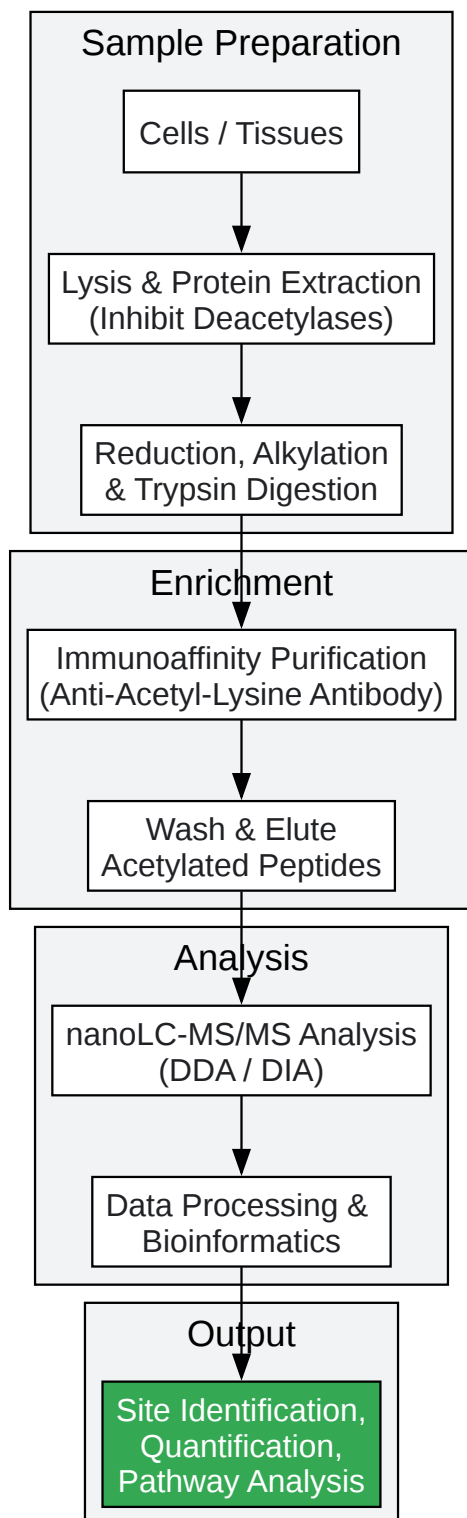 Sample Preparation
Cells / Tissues
Lysis & Protein Extraction
(Inhibit Deacetylases)
Reduction, Alkylation
& Trypsin Digestion
Enrichment
Immunoaffinity Purification
(Anti-Acetyl-Lysine Antibody)
Wash & Elute
Acetylated Peptides
Analysis
nanoLC-MS/MS Analysis
(DDA / DIA)
Data Processing &
Bioinformatics
Output
Site Identification,
Quantification,
Pathway Analysis